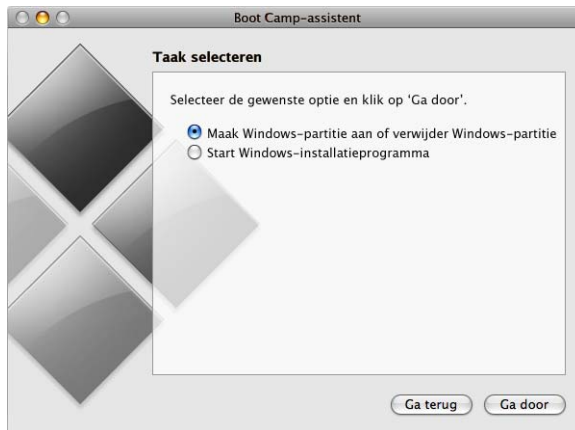 Boot Camp-assistent
Taak selecteren
Selecteer de gewenste optie en klik op 'Ga door'.
Maak Windows-partitie aan of verwijder Windows-partitie
Start Windows-installatieprogramma
Ga terug
Ga door